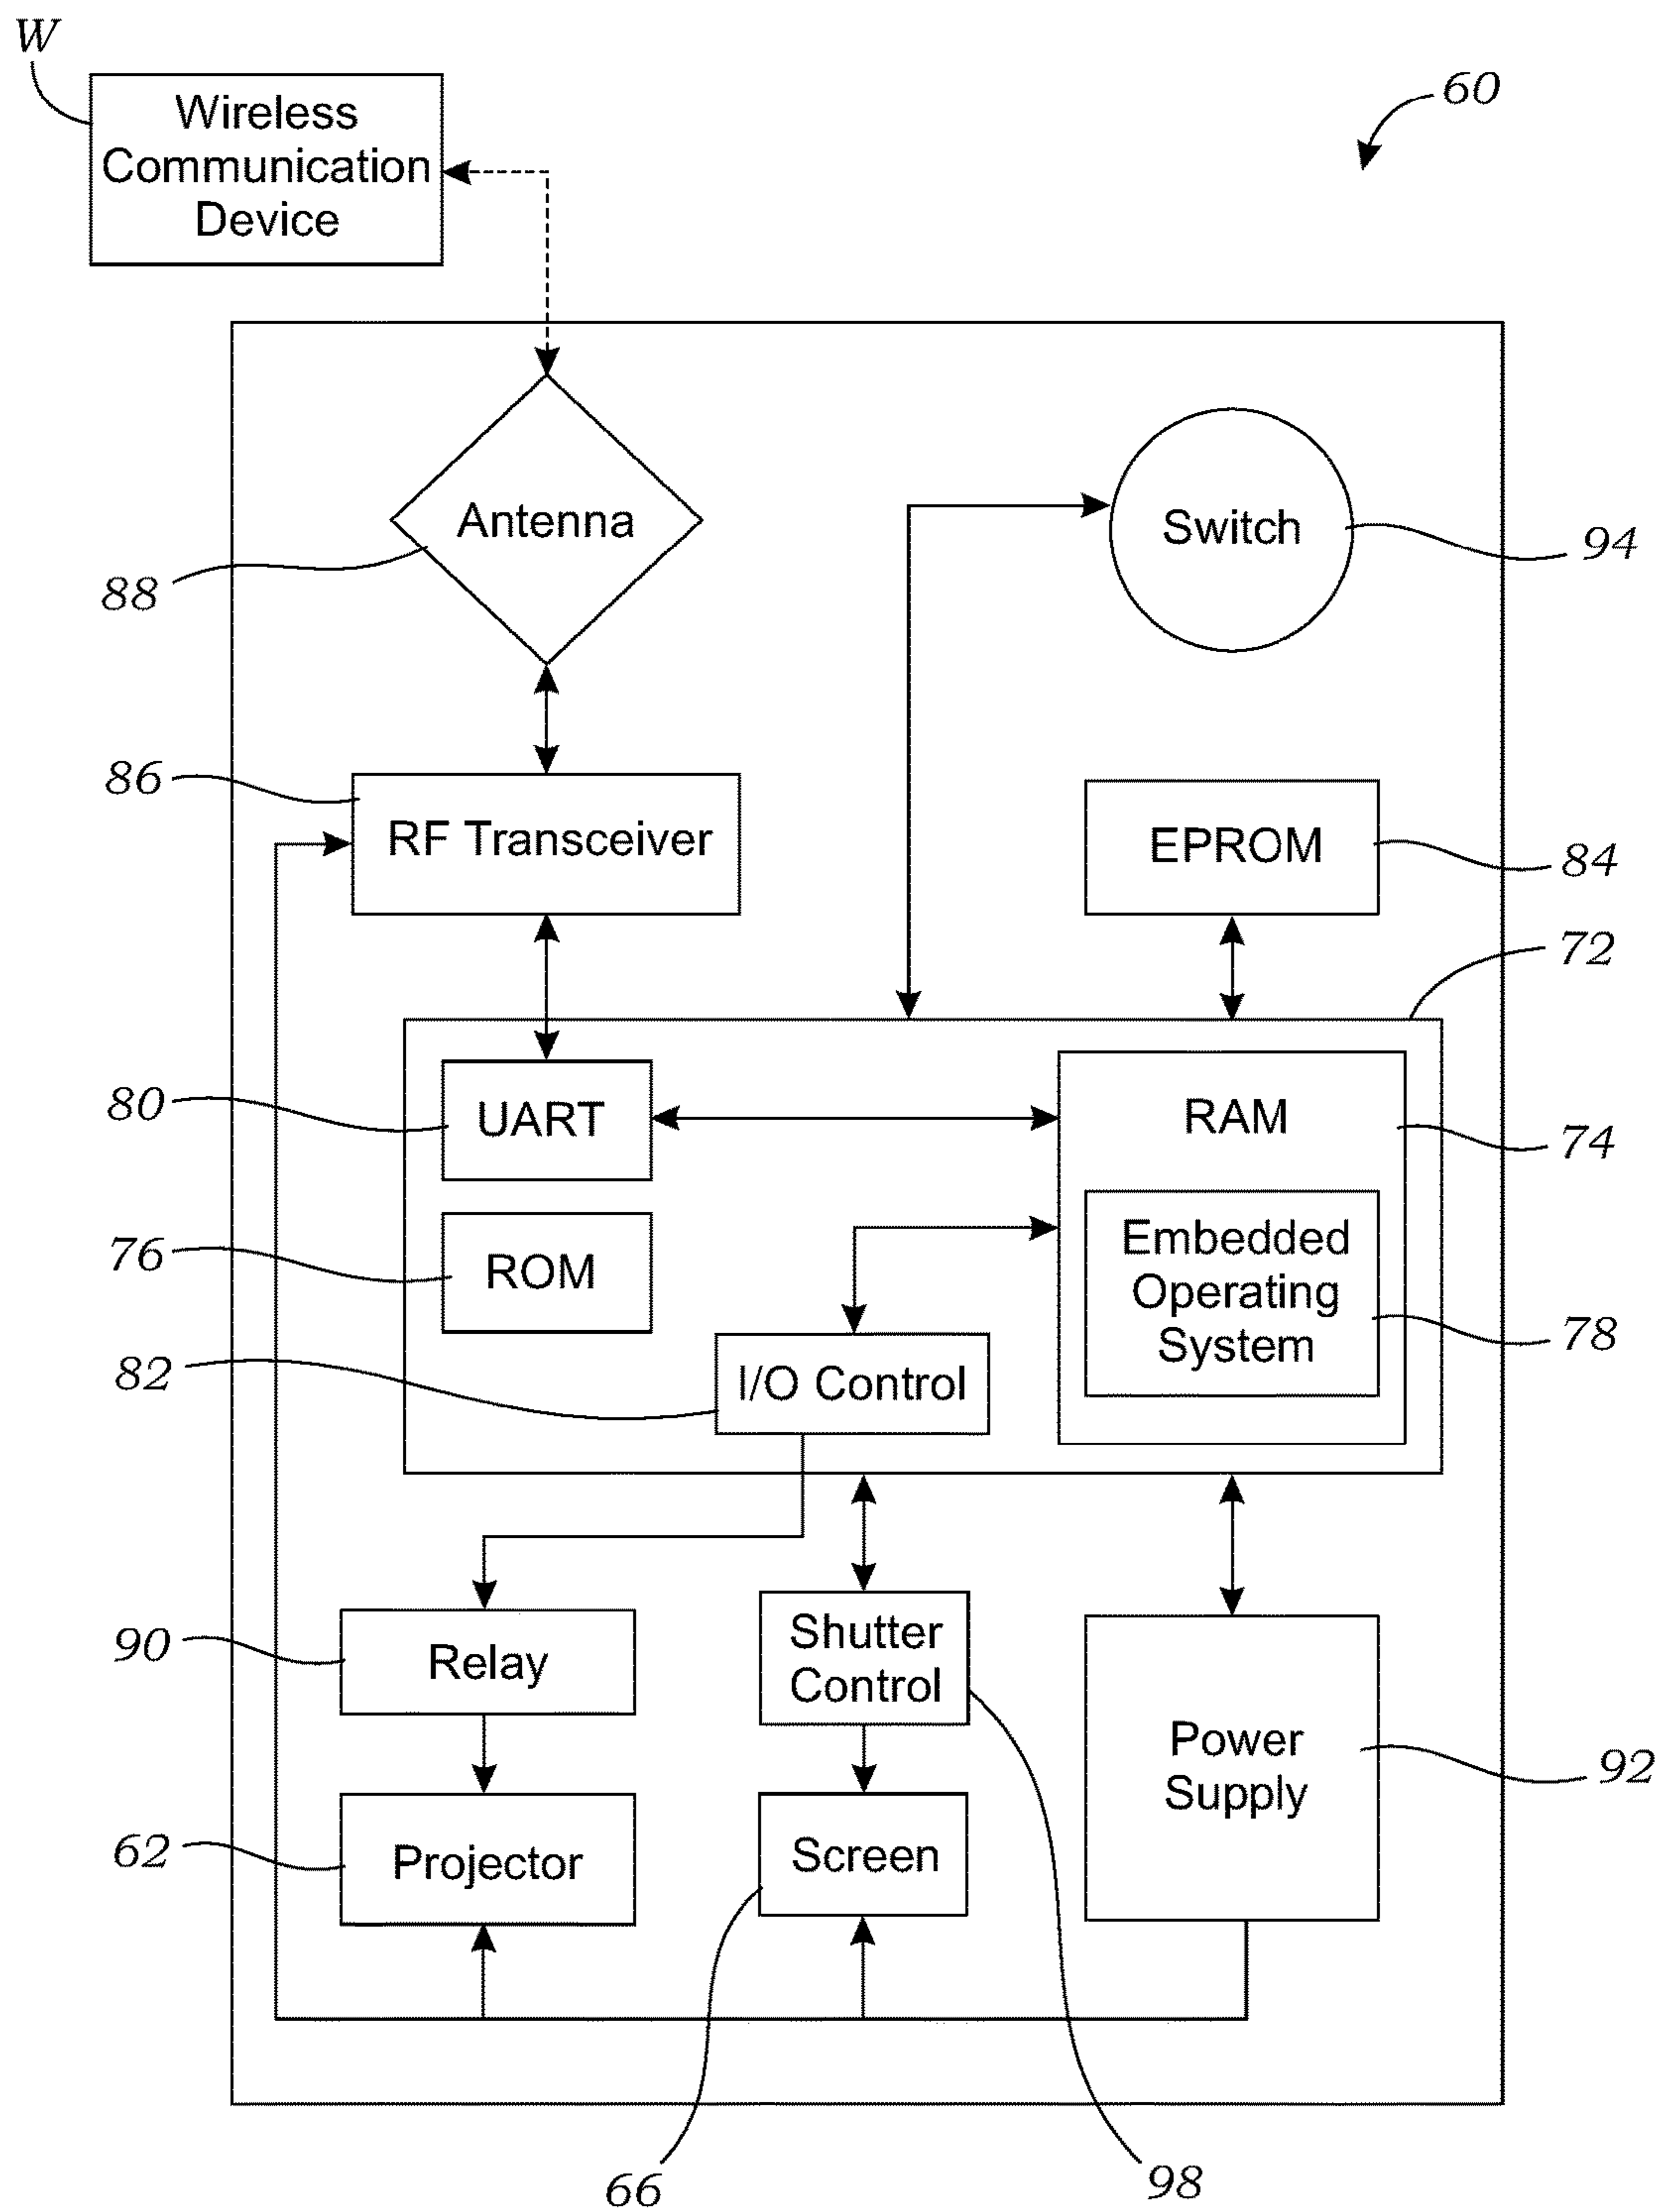 W
Wireless
Communication
Device
60
Antenna
88
Switch
94
86
RF Transceiver
EPROM
84
72
80
UART
RAM
74
76
ROM
Embedded
Operating
System
78
82
I/O Control
90
Relay
Shutter
Control
Power
Supply
92
62
Projector
Screen
66
98